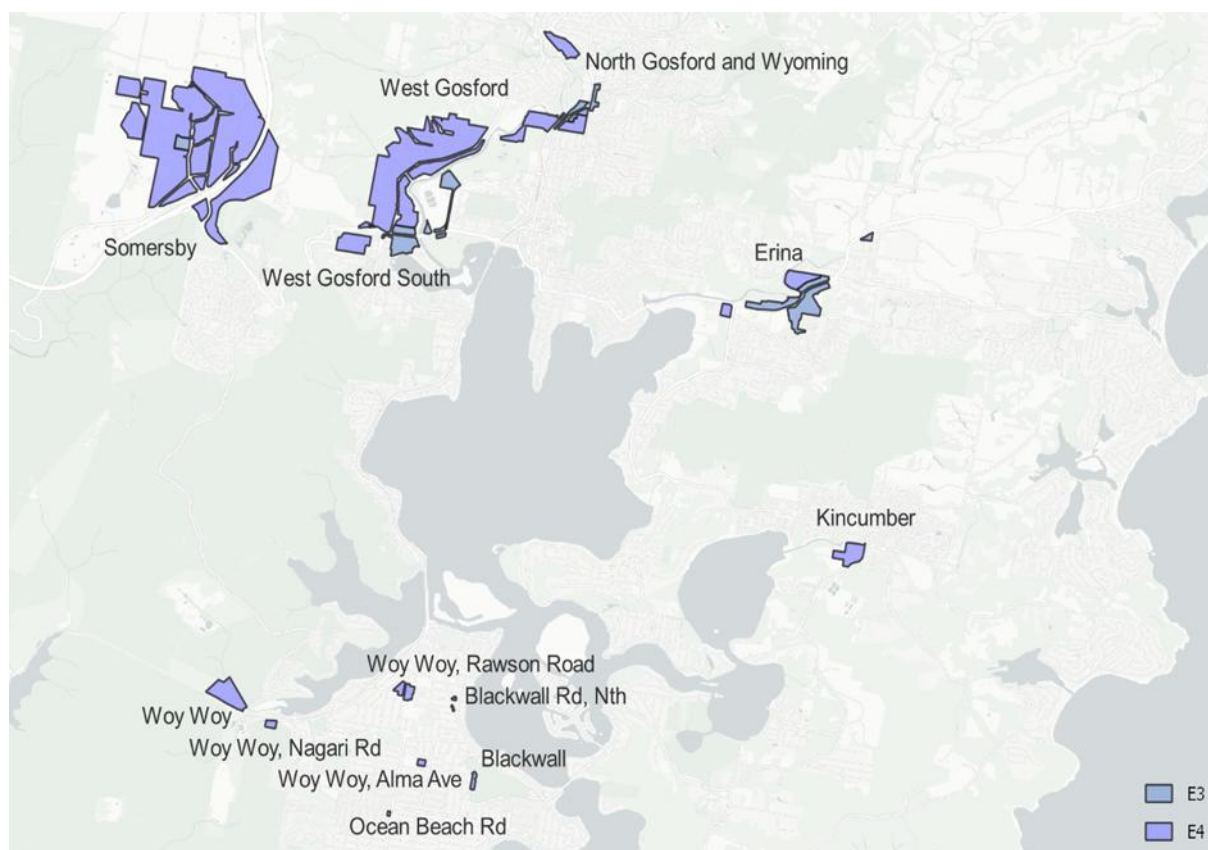 North Gosford and Wyoming
West Gosford
Somersby
West Gosford South
Erina
Kincumber
Woy Woy, Rawson Road
Blackwall Rd, Nth
Woy Woy
Woy Woy, Nagari Rd
Blackwall
Woy Woy, Alma Ave
Ocean Beach Rd
E3
E4